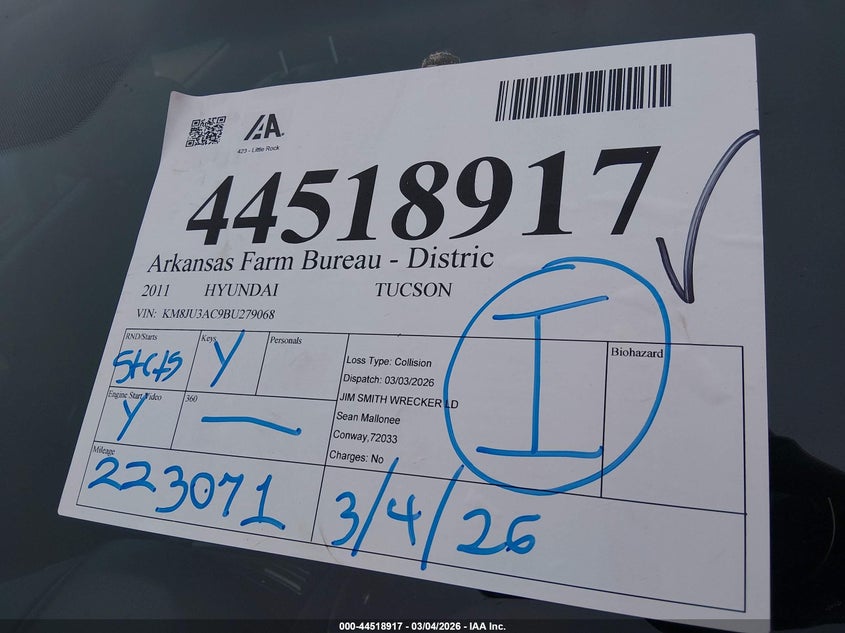 IAA
423 - Little Rock
44518917
Arkansas Farm Bureau - Distric
2011 HYUNDAI TUCSON
VIN: KM8JU3AC9BU279068
RND/Starts
Starts
Keys
Y
Personals
Loss Type: Collision
Dispatch: 03/03/2026
JIM SMITH WRECKER LD
Sean Mallonee
Conway,72033
Charges: No
I
Biohazard
Engine Start Video
Y
360
—
Mileage
223071
3/4/26
000-44518917 - 03/04/2026 - IAA Inc.